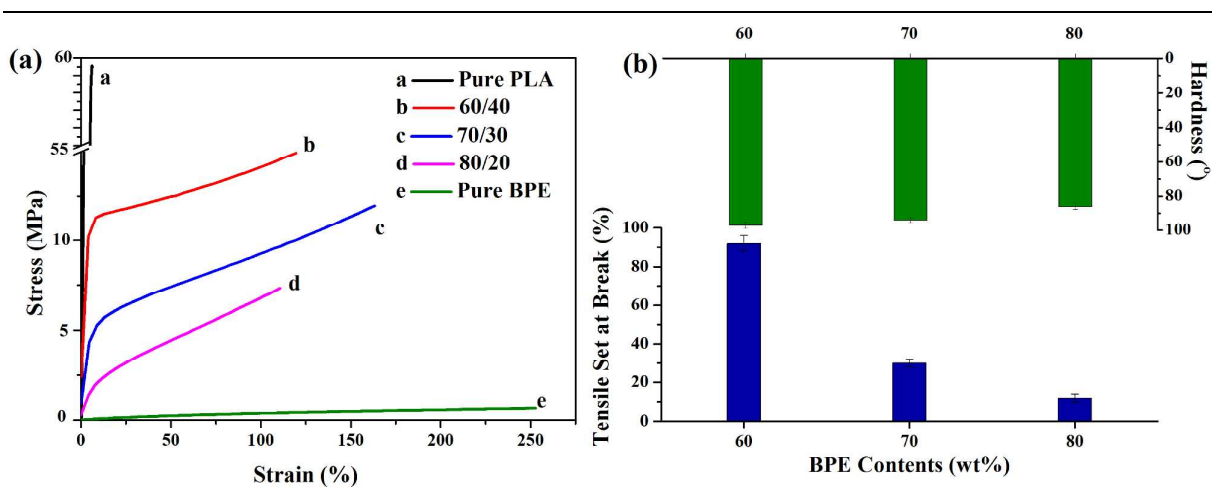 (a)
60
55
10
5
0
Stress (MPa)
a
b
c
d
e
a Pure PLA
b 60/40
c 70/30
d 80/20
e Pure BPE
0 50 100 150 200 250
Strain (%)
(b)
60 70 80
0
20
40
60
80
100
Hardness (°)
100
80
60
40
20
0
Tensile Set at Break (%)
60 70 80
BPE Contents (wt%)